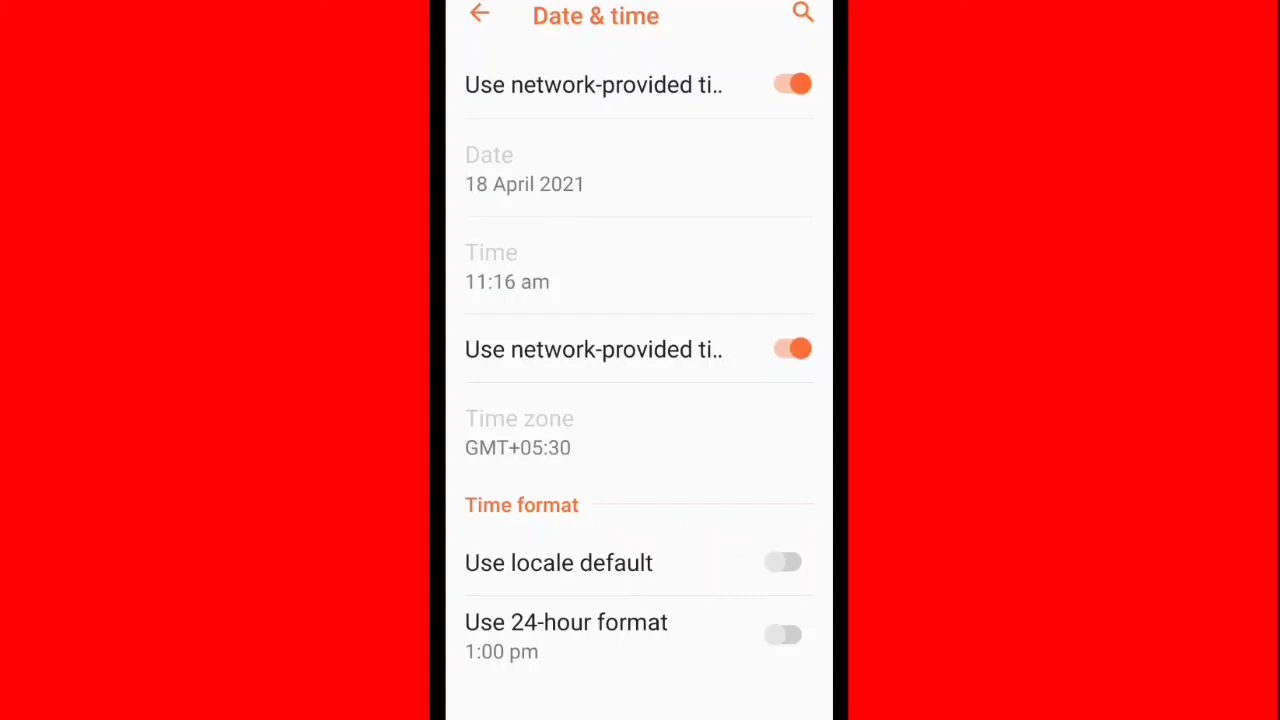 Date & time
Use network-provided ti..
Date
18 April 2021
Time
11:16 am
Use network-provided ti..
Time zone
GMT+05:30
Time format
Use locale default
Use 24-hour format
1:00 pm